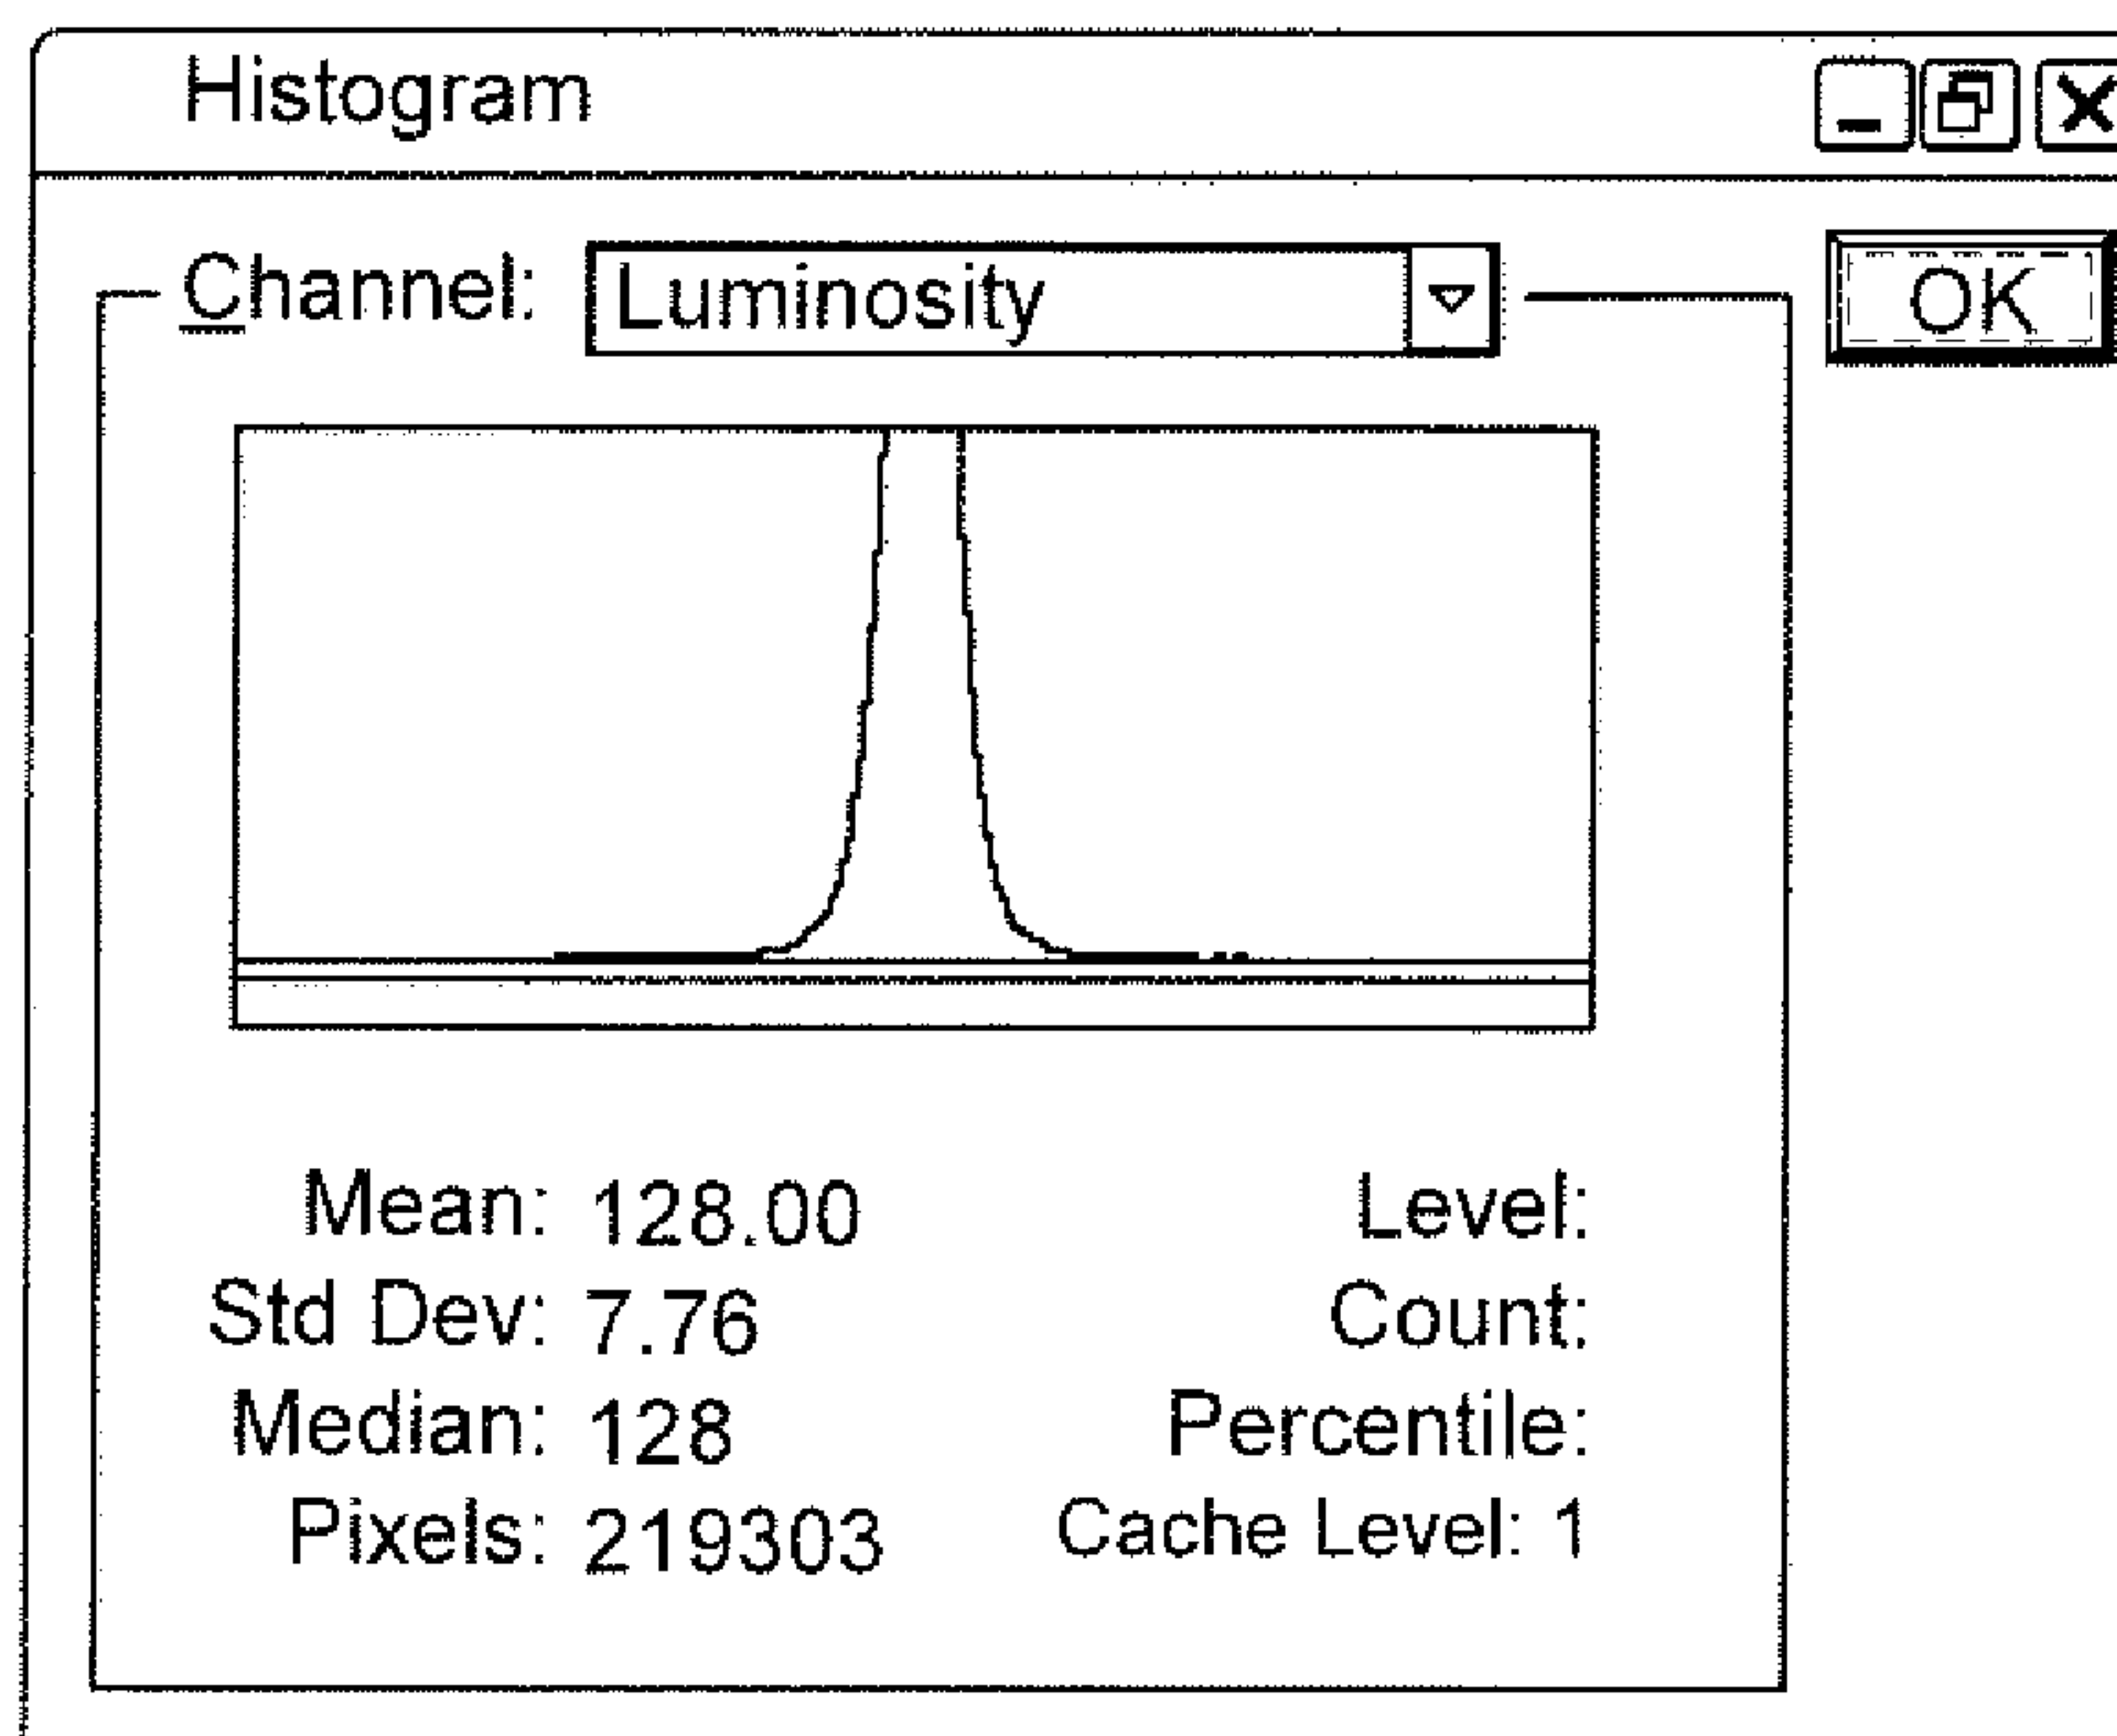 Histogram
Channel: Luminosity
OK
Mean: 128.00
Level:
Std Dev: 7.76
Count:
Median: 128
Percentile:
Pixels: 219303
Cache Level: 1